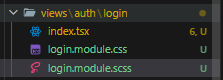 views\auth\login
index.tsx 6, U
login.module.css U
login.module.scss U